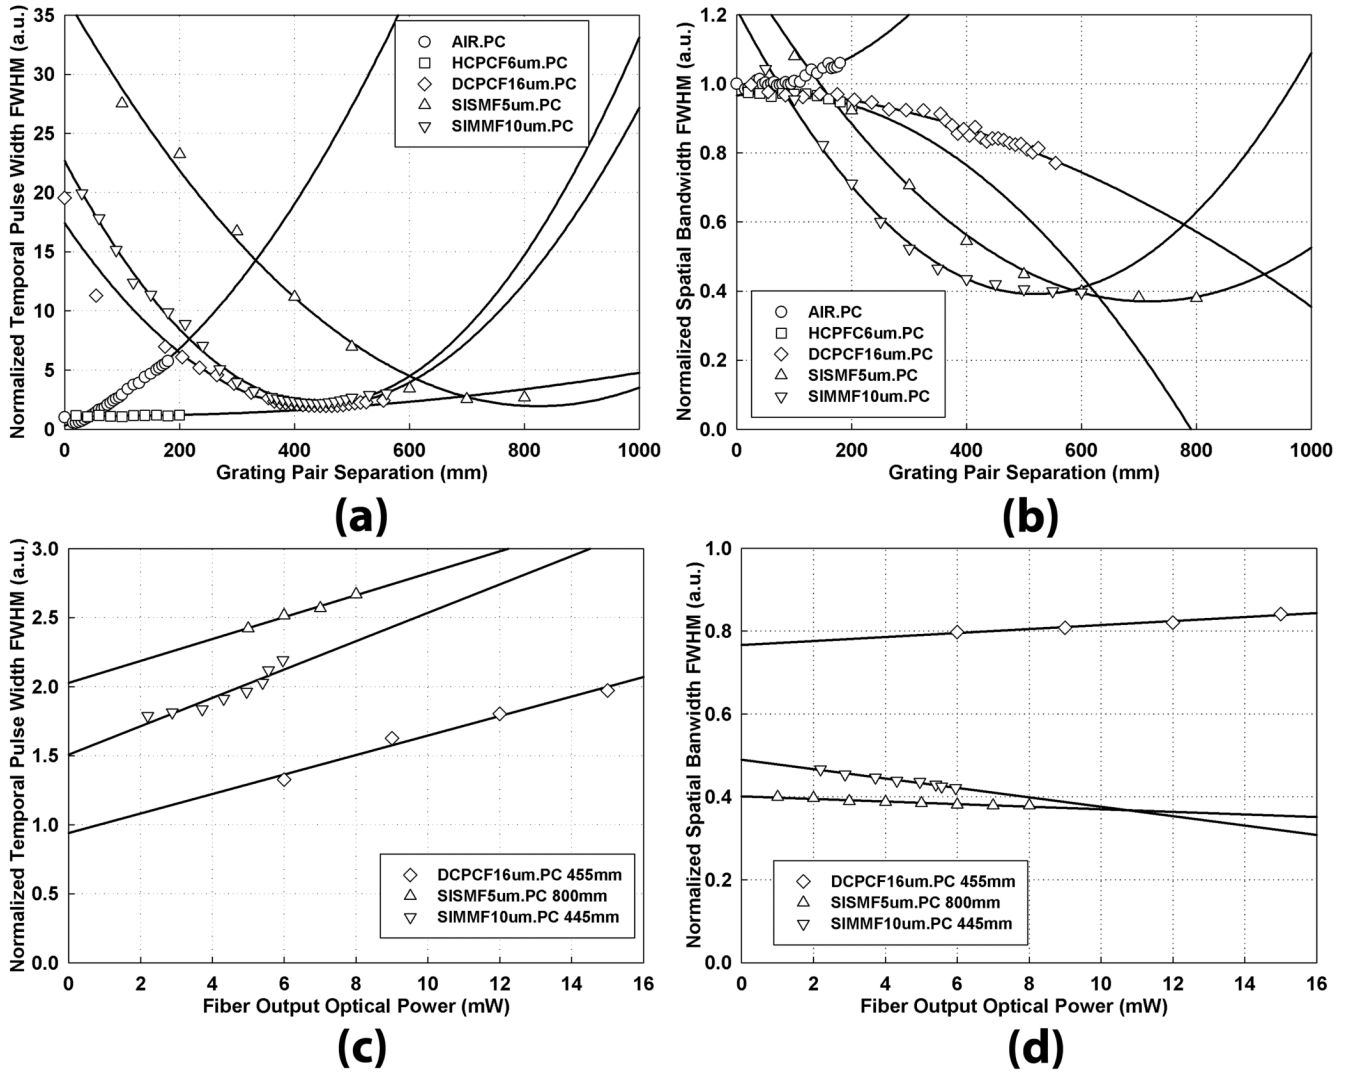 Normalized Temporal Pulse Width FWHM (a.u.)
35
30
25
20
15
10
5
0
0
200
400
600
800
1000
Grating Pair Separation (mm)
AIR.PC
HCPCF6um.PC
DCPCF16um.PC
SISMF5um.PC
SIMMF10um.PC
(a)
Normalized Spatial Bandwidth FWHM (a.u.)
1.2
1.0
0.8
0.6
0.4
0.2
0.0
0
200
400
600
800
1000
Grating Pair Separation (mm)
AIR.PC
HCPFC6um.PC
DCPCF16um.PC
SISMF5um.PC
SIMMF10um.PC
(b)
Normalized Temporal Pulse Width FWHM (a.u.)
3.0
2.5
2.0
1.5
1.0
0.5
0.0
0
2
4
6
8
10
12
14
16
Fiber Output Optical Power (mW)
DCPCF16um.PC 455mm
SISMF5um.PC 800mm
SIMMF10um.PC 445mm
(c)
Normalized Spatial Banwidth FWHM (a.u.)
1.0
0.8
0.6
0.4
0.2
0.0
0
2
4
6
8
10
12
14
16
Fiber Output Optical Power (mW)
DCPCF16um.PC 455mm
SISMF5um.PC 800mm
SIMMF10um.PC 445mm
(d)